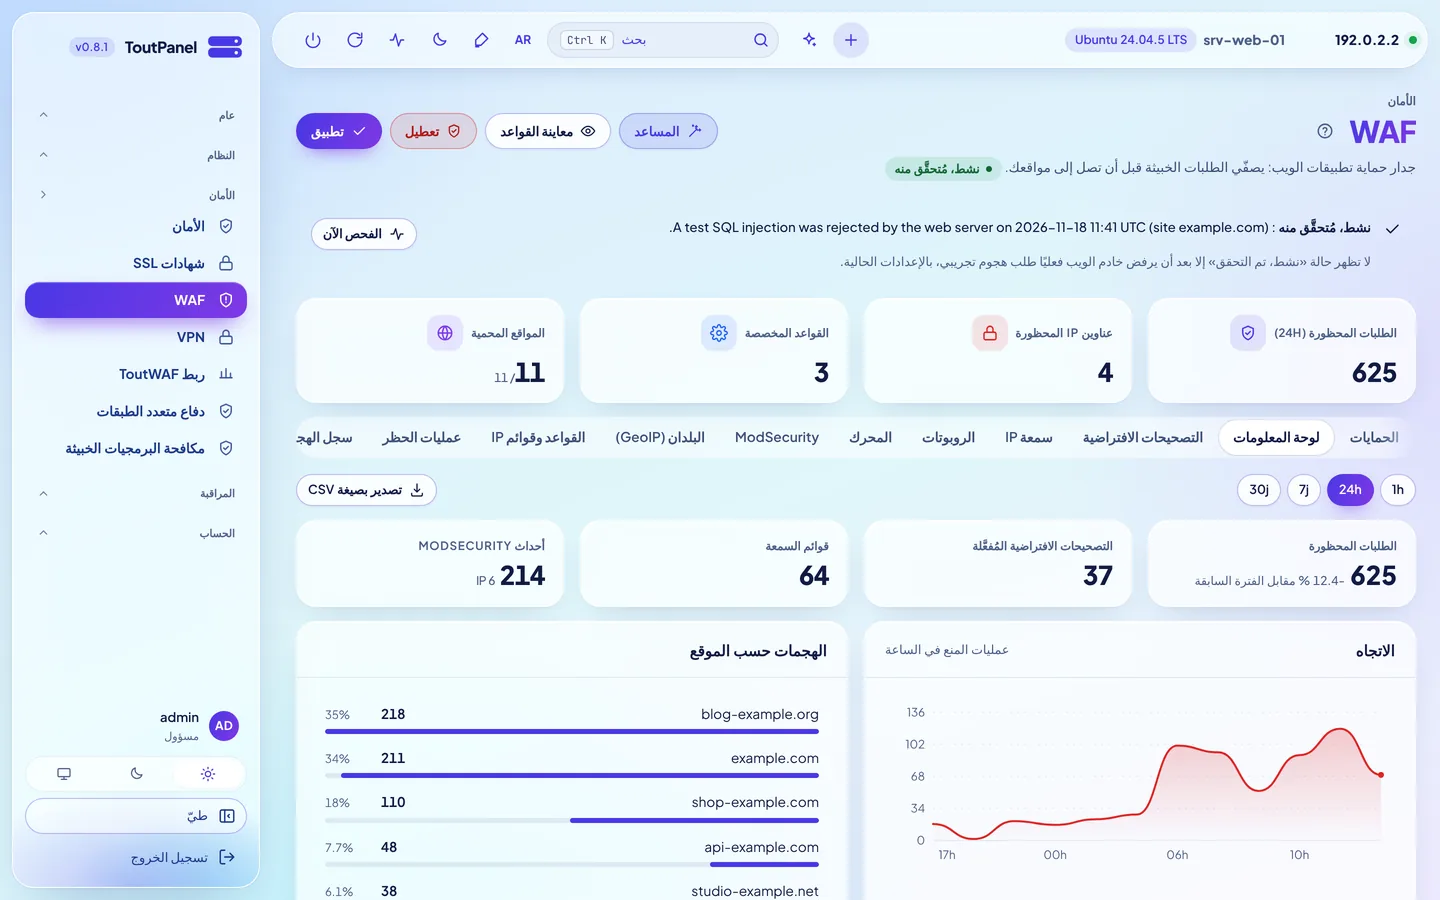 ToutPanel v0.8.1
عام
النظام
الأمان
الأمان
شهادات SSL
WAF
VPN
ربط ToutWAF
دفاع متعدد الطبقات
مكافحة البرمجيات الخبيثة
المراقبة
الحساب
AD
admin
مسؤول
طيّ
تسجيل الخروج
192.0.2.2
srv-web-01
Ubuntu 24.04.5 LTS
بحث
Ctrl K
AR
الأمان
WAF
جدار حماية تطبيقات الويب: يصفّي الطلبات الخبيثة قبل أن تصل إلى مواقعك. نشط، مُتحقَّق منه
المساعد
معاينة القواعد
تعطيل
تطبيق
نشط، مُتحقَّق منه : A test SQL injection was rejected by the web server on 2026-11-18 11:41 UTC (site example.com).
لا تظهر حالة «نشط، تم التحقق» إلا بعد أن يرفض خادم الويب فعليًا طلب هجوم تجريبي، بالإعدادات الحالية.
الفحص الآن
الطلبات المحظورة (24H)
625
عناوين IP المحظورة
4
القواعد المخصصة
3
المواقع المحمية
11/ 11
الحمايات
لوحة المعلومات
التصحيحات الافتراضية
سمعة IP
الروبوتات
المحرك
ModSecurity
البلدان (GeoIP)
القواعد وقوائم IP
عمليات الحظر
سجل الهج
1h
24h
7j
30j
تصدير بصيغة CSV
الطلبات المحظورة
625 -12.4 % مقابل الفترة السابقة
التصحيحات الافتراضية المُفعَّلة
37
قوائم السمعة
64
أحداث MODSECURITY
214 6 IP
الاتجاه
عمليات المنع في الساعة
136
102
68
34
0
17h 00h 06h 10h
الهجمات حسب الموقع
blog-example.org 218 35%
example.com 211 34%
shop-example.com 110 18%
api-example.com 48 7.7%
studio-example.net 38 6.1%